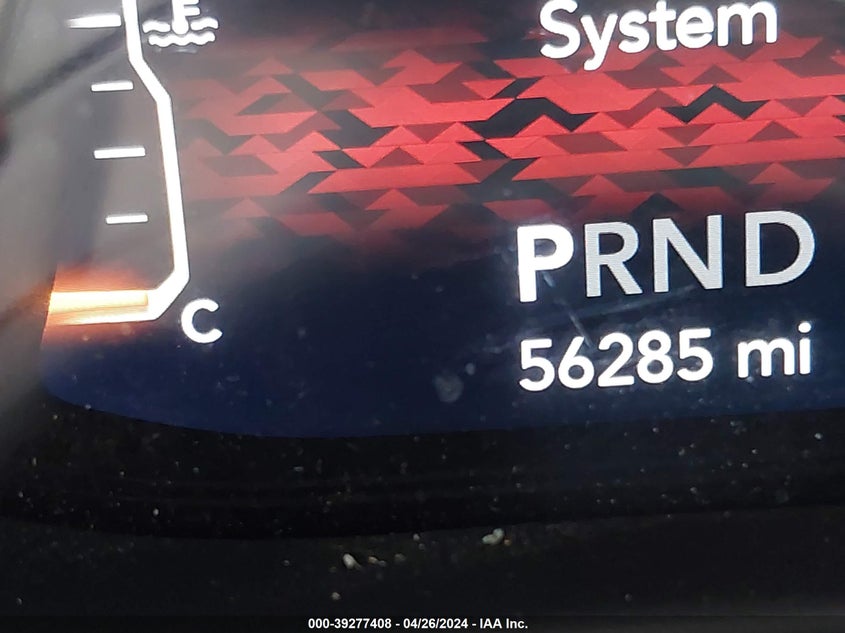 System
PRND
C
56285 mi
000-39277408 - 04/26/2024 - IAA Inc.